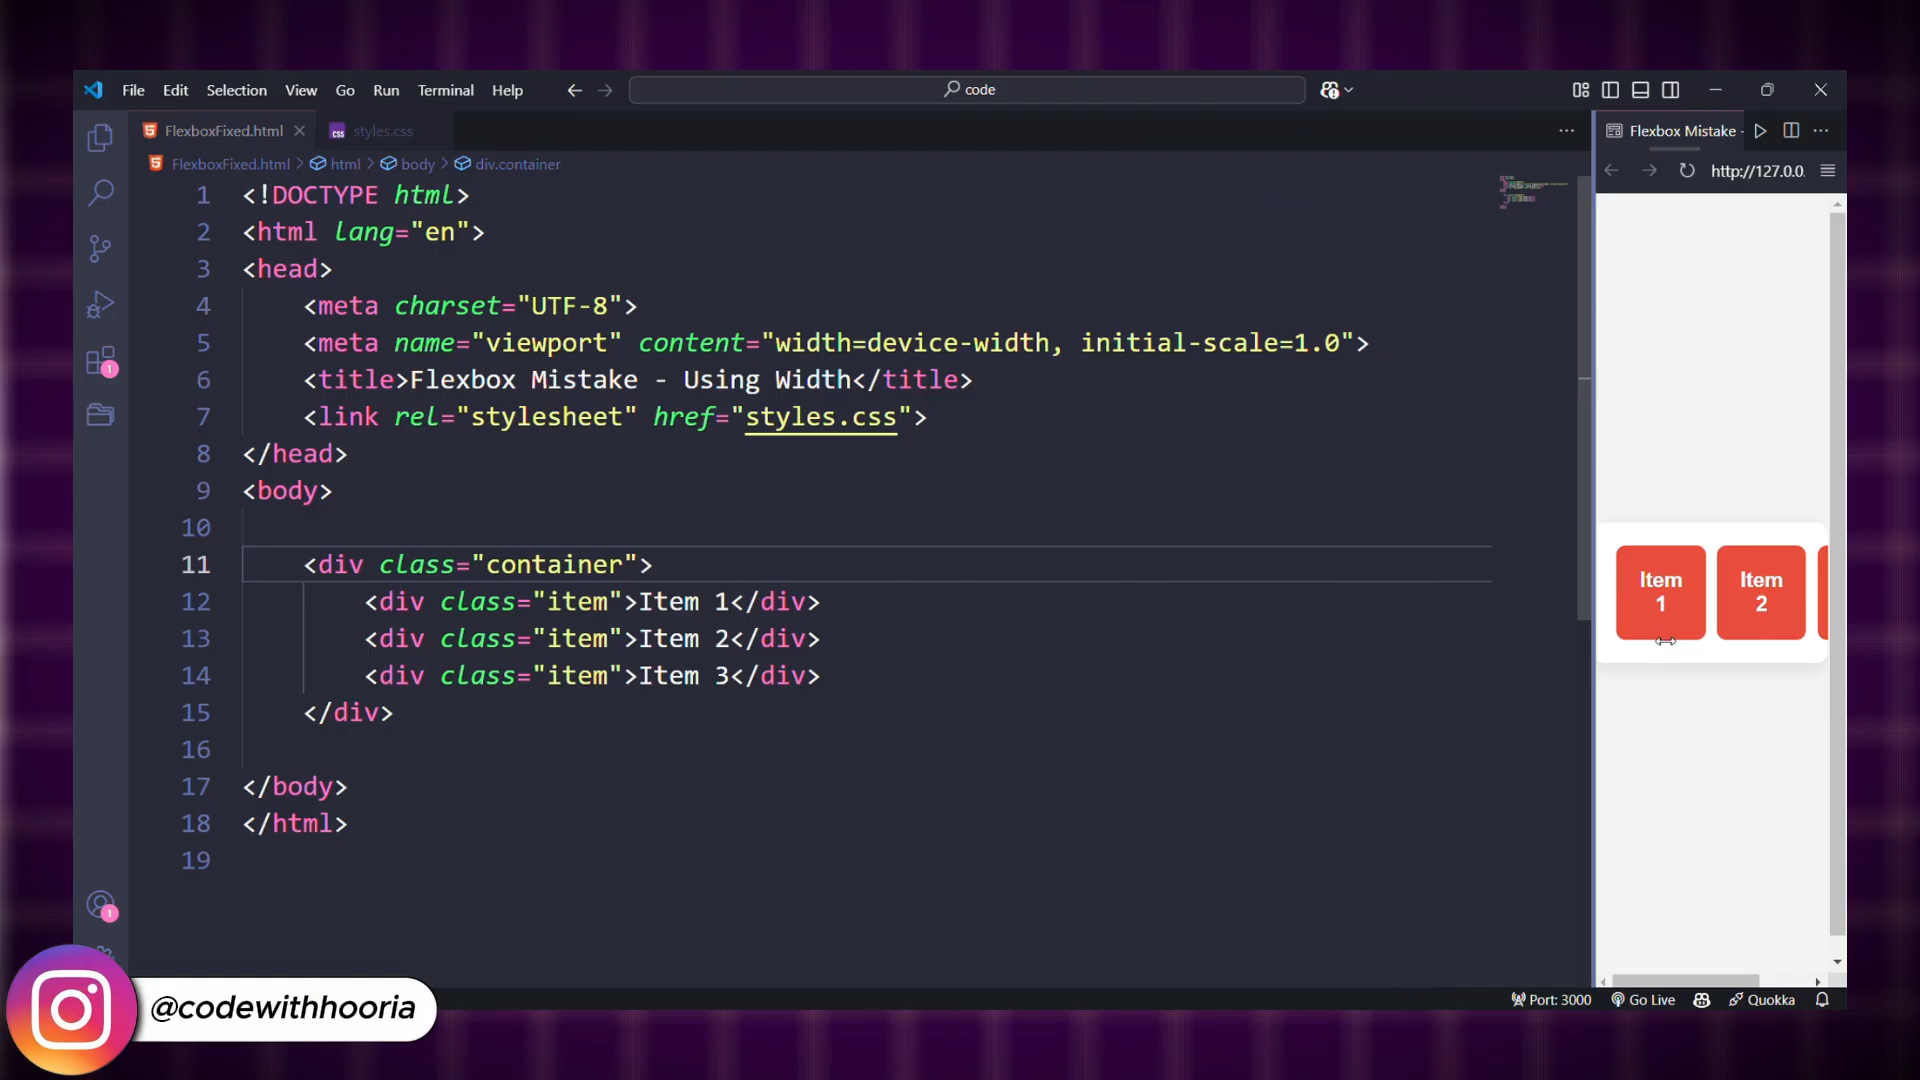 File Edit Selection View Go Run Terminal Help
code
FlexboxFixed.html
styles.css
Flexbox Mistake -
FlexboxFixed.html > html > body > div.container
http://127.0.0.
1 <!DOCTYPE html>
2 <html lang="en">
3 <head>
4 <meta charset="UTF-8">
5 <meta name="viewport" content="width=device-width, initial-scale=1.0">
6 <title>Flexbox Mistake - Using Width</title>
7 <link rel="stylesheet" href="styles.css">
8 </head>
9 <body>
10
11 <div class="container">
12 <div class="item">Item 1</div>
13 <div class="item">Item 2</div>
14 <div class="item">Item 3</div>
15 </div>
16
17 </body>
18 </html>
19
Item
1
Item
2
1
1
@codewithhooria
Port: 3000 Go Live Quokka